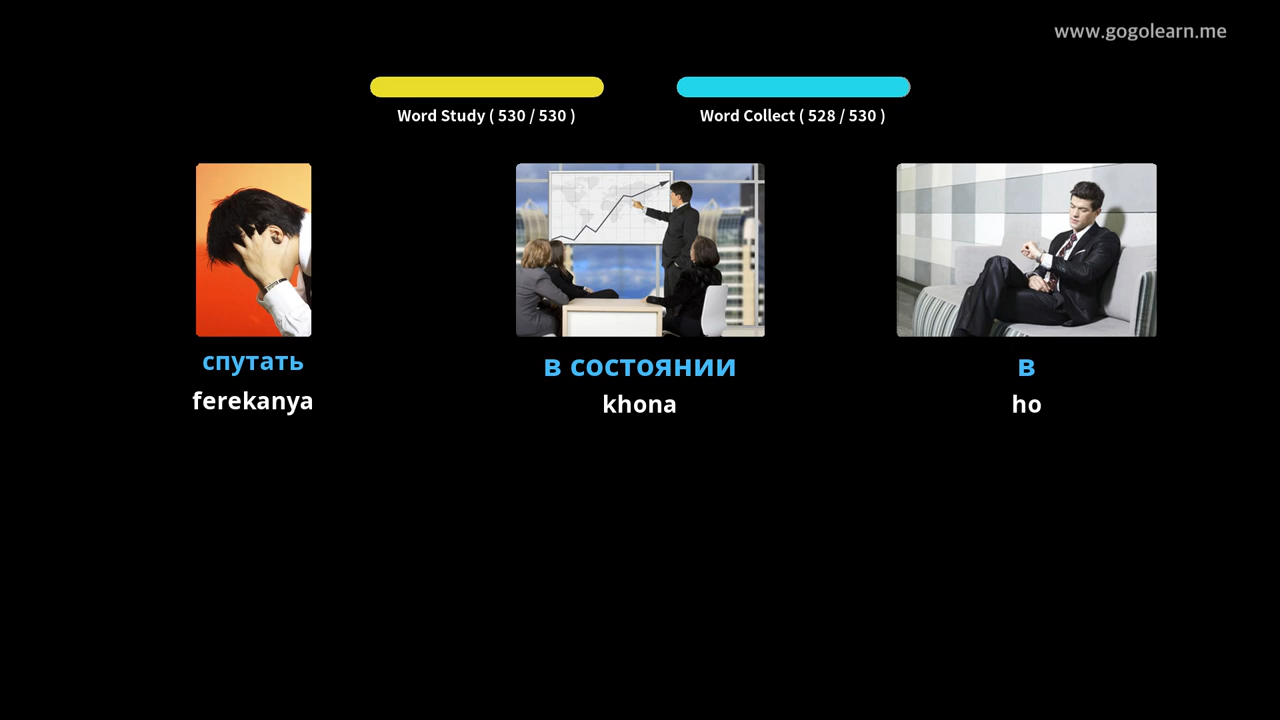 www.gogolearn.me
Word Study ( 530 / 530 )
Word Collect ( 528 / 530 )
спутать
ferekanya
в состоянии
khona
в
ho